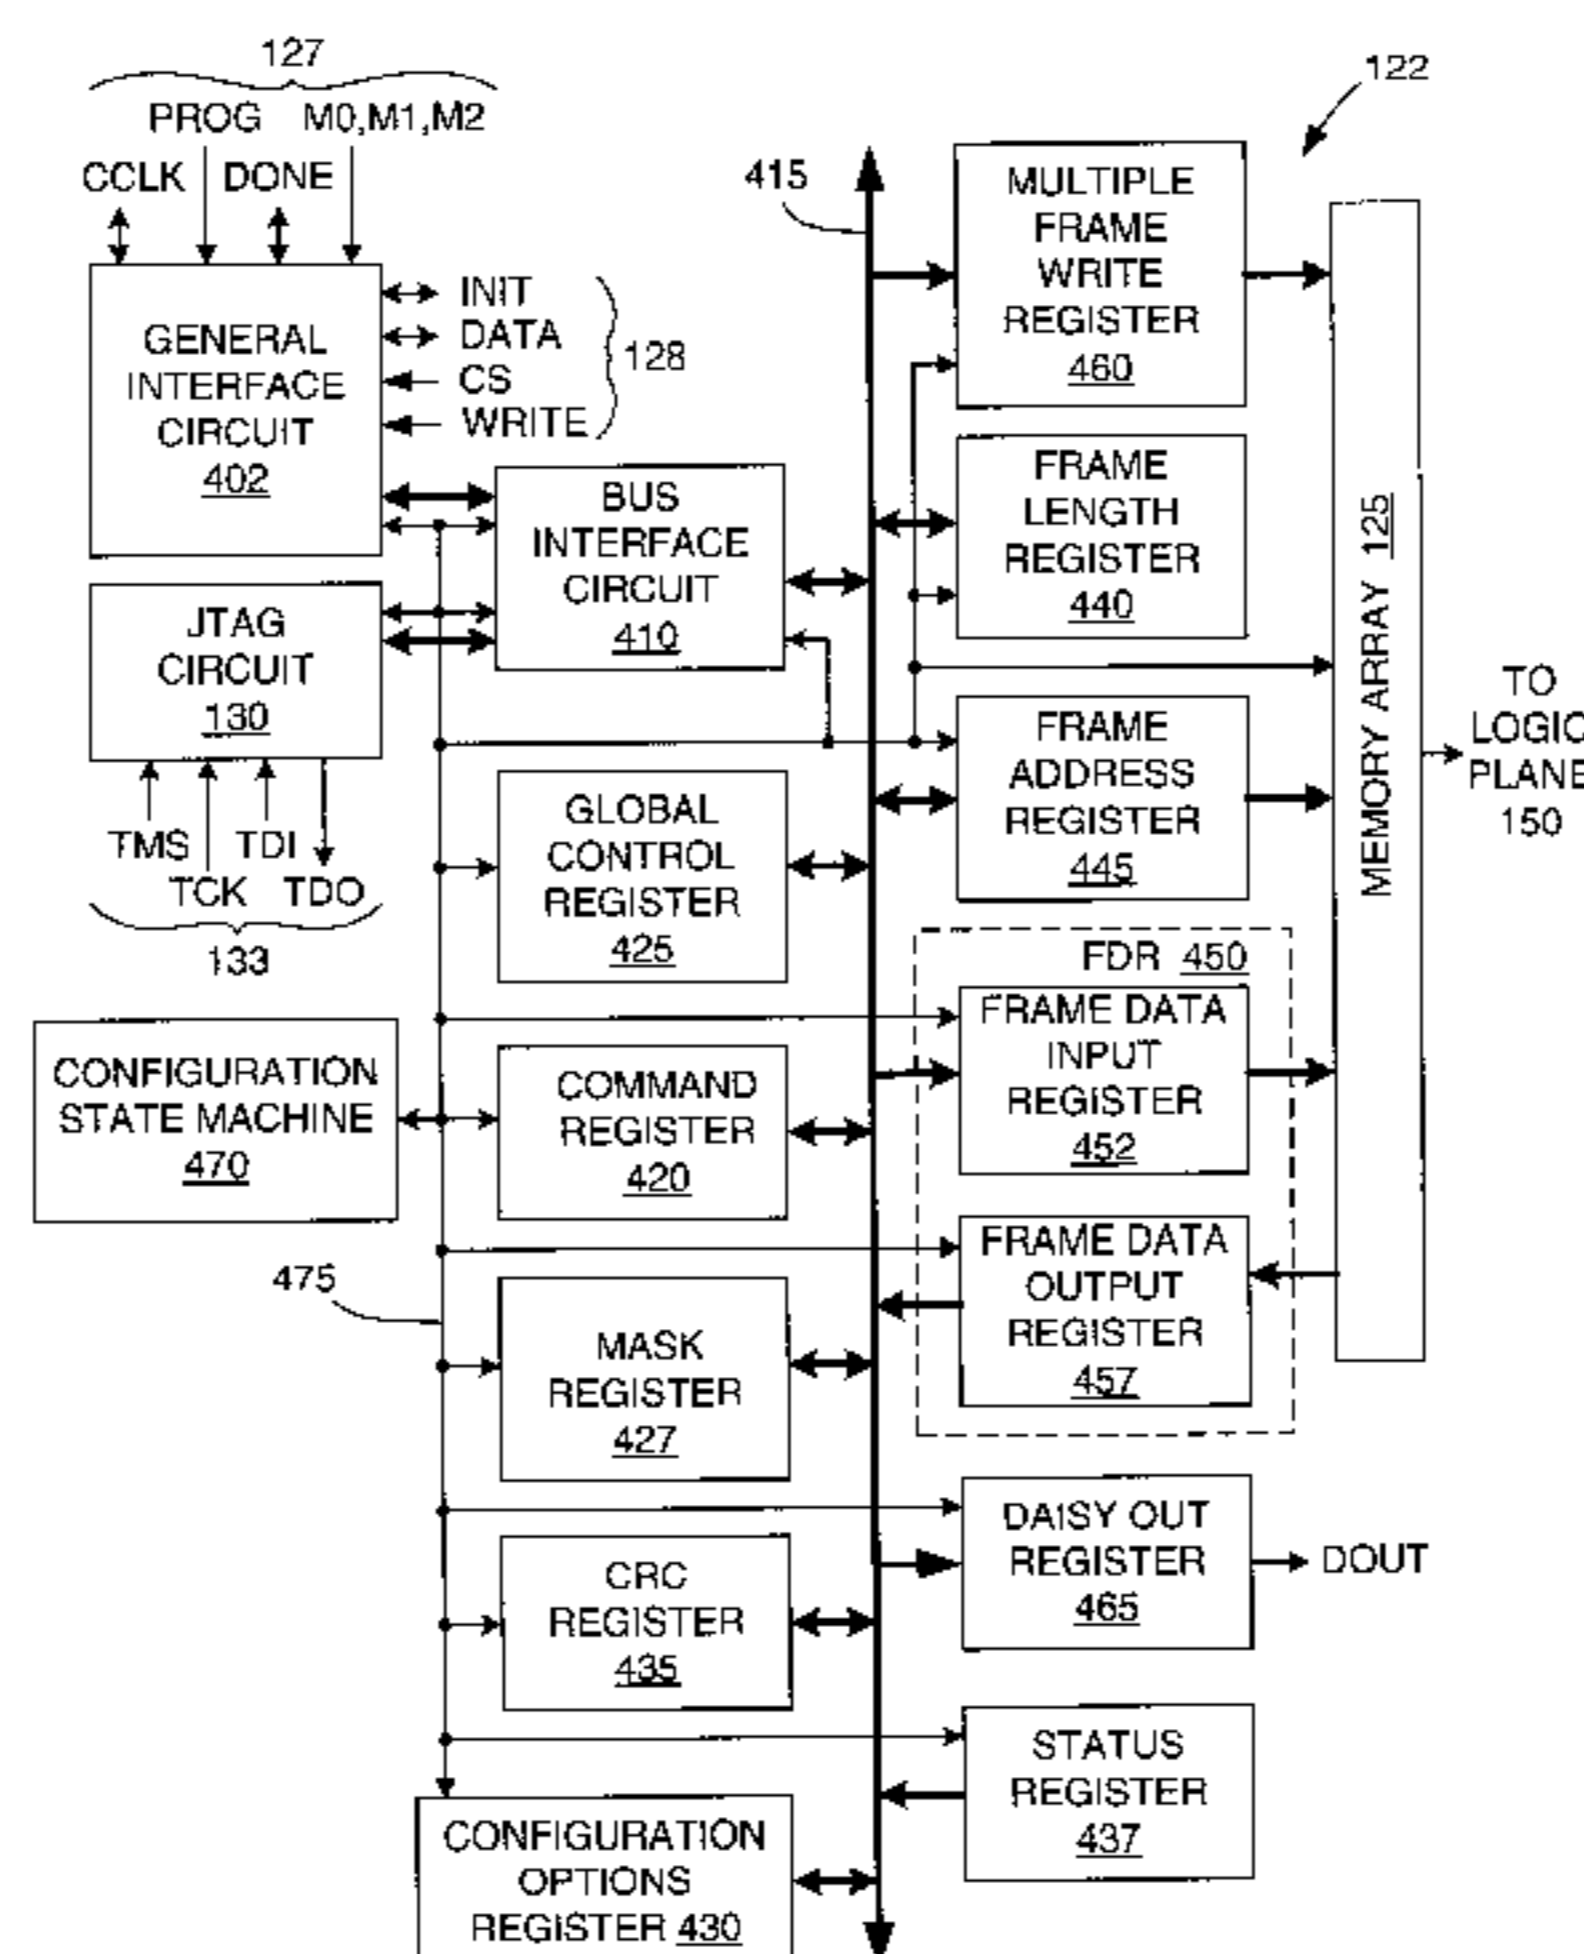 127
PROG M0,M1,M2
CCLK DONE
GENERAL
INTERFACE
CIRCUIT
402
INIT
DATA
CS
WRITE
128
JTAG
CIRCUIT
130
TMS TDI
TCK TDO
133
BUS
INTERFACE
CIRCUIT
410
GLOBAL
CONTROL
REGISTER
425
CONFIGURATION
STATE MACHINE
470
COMMAND
REGISTER
420
475
MASK
REGISTER
427
CRC
REGISTER
435
CONFIGURATION
OPTIONS
REGISTER 430
415
122
MULTIPLE
FRAME
WRITE
REGISTER
460
FRAME
LENGTH
REGISTER
440
FRAME
ADDRESS
REGISTER
445
FDR 450
FRAME DATA
INPUT
REGISTER
452
FRAME DATA
OUTPUT
REGISTER
457
DAISY OUT
REGISTER
465
DOUT
STATUS
REGISTER
437
MEMORY ARRAY 125
TO
LOGIC
PLANE
150